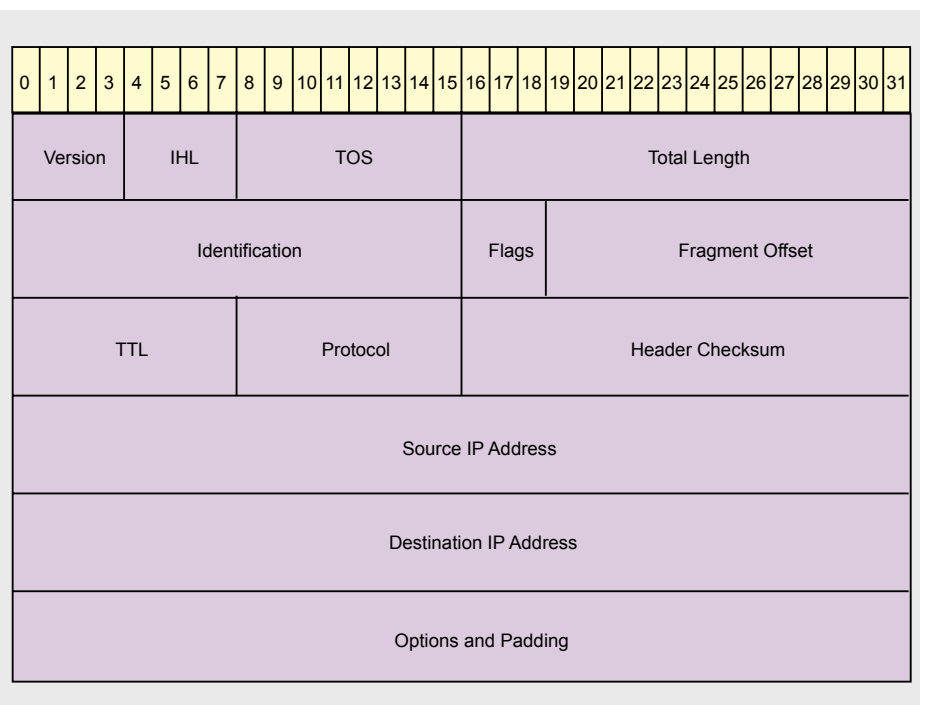 0 1 2 3 4 5 6 7 8 9 10 11 12 13 14 15 16 17 18 19 20 21 22 23 24 25 26 27 28 29 30 31
Version IHL TOS Total Length
Identification Flags Fragment Offset
TTL Protocol Header Checksum
Source IP Address
Destination IP Address
Options and Padding